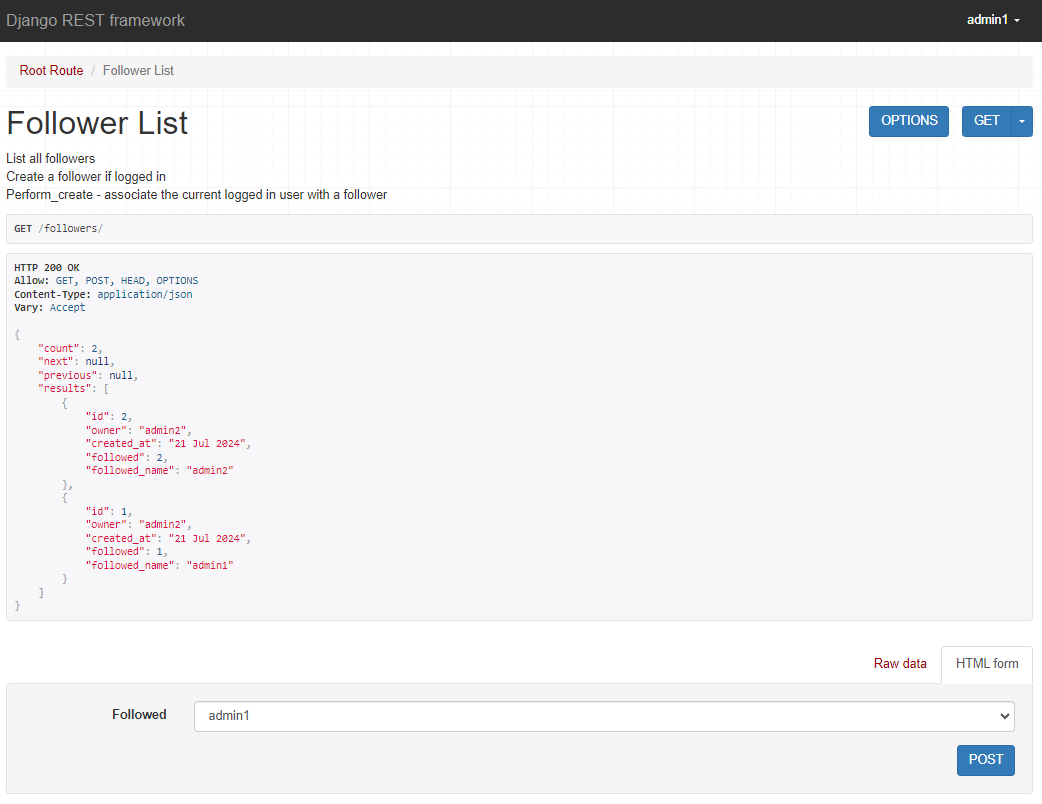 Django REST framework
admin1
Root Route / Follower List
Follower List
OPTIONS
GET
List all followers
Create a follower if logged in
Perform_create - associate the current logged in user with a follower
GET /followers/
HTTP 200 OK
Allow: GET, POST, HEAD, OPTIONS
Content-Type: application/json
Vary: Accept
{
    "count": 2,
    "next": null,
    "previous": null,
    "results": [
        {
            "id": 2,
            "owner": "admin2",
            "created_at": "21 Jul 2024",
            "followed": 2,
            "followed_name": "admin2"
        },
        {
            "id": 1,
            "owner": "admin2",
            "created_at": "21 Jul 2024",
            "followed": 1,
            "followed_name": "admin1"
        }
    ]
}
Raw data
HTML form
Followed
admin1
POST